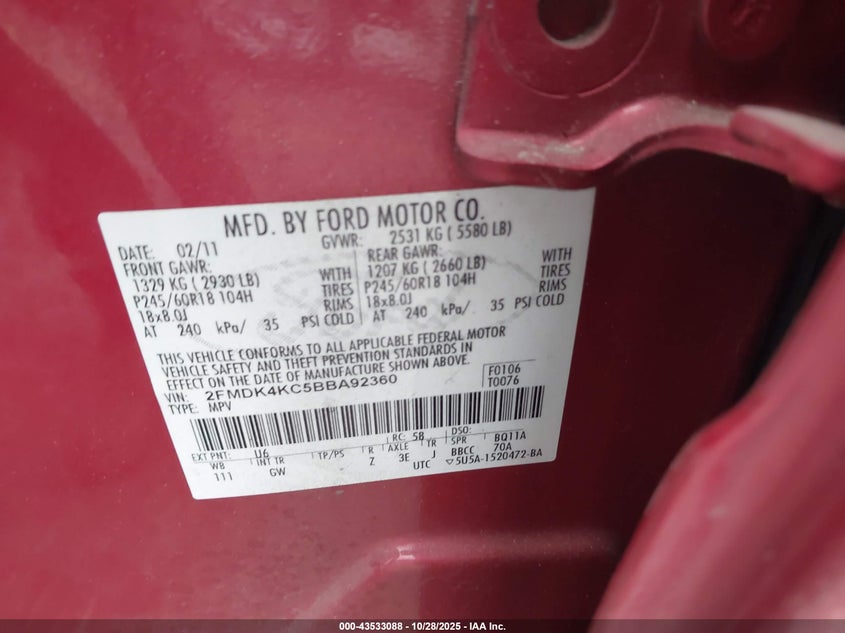 MFD. BY FORD MOTOR CO.
DATE: 02/11 GVWR: 2531 KG ( 5580 LB)
FRONT GAWR: REAR GAWR:
1329 KG ( 2930 LB) WITH 1207 KG ( 2660 LB) WITH
P245/60R18 104H TIRES P245/60R18 104H TIRES
18x8.0J RIMS 18x8.0J RIMS
AT 240 kPa/ 35 PSI COLD AT 240 kPa/ 35 PSI COLD
THIS VEHICLE CONFORMS TO ALL APPLICABLE FEDERAL MOTOR
VEHICLE SAFETY AND THEFT PREVENTION STANDARDS IN
EFFECT ON THE DATE OF MANUFACTURE SHOWN ABOVE.
VIN: 2FMDK4KC5BBA92360 F0106
TYPE: MPV T0076
EXT PNT: U6 RC: 58 DSO:
WB INT TR TP/PS R AXLE TR SPR BQ11A
111 GW Z 3E J BBCC 70A
UTC ▽5U5A-1520472-BA
000-43533088 - 10/28/2025 - IAA Inc.